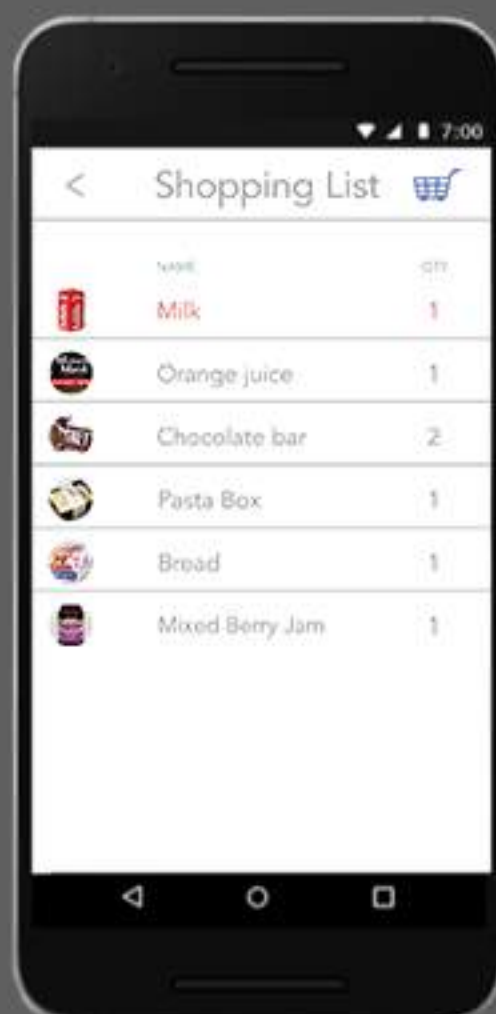 7:00
< Shopping List
NAME QTY
Milk 1
Orange juice 1
Chocolate bar 2
Pasta Box 1
Bread 1
Mixed Berry Jam 1